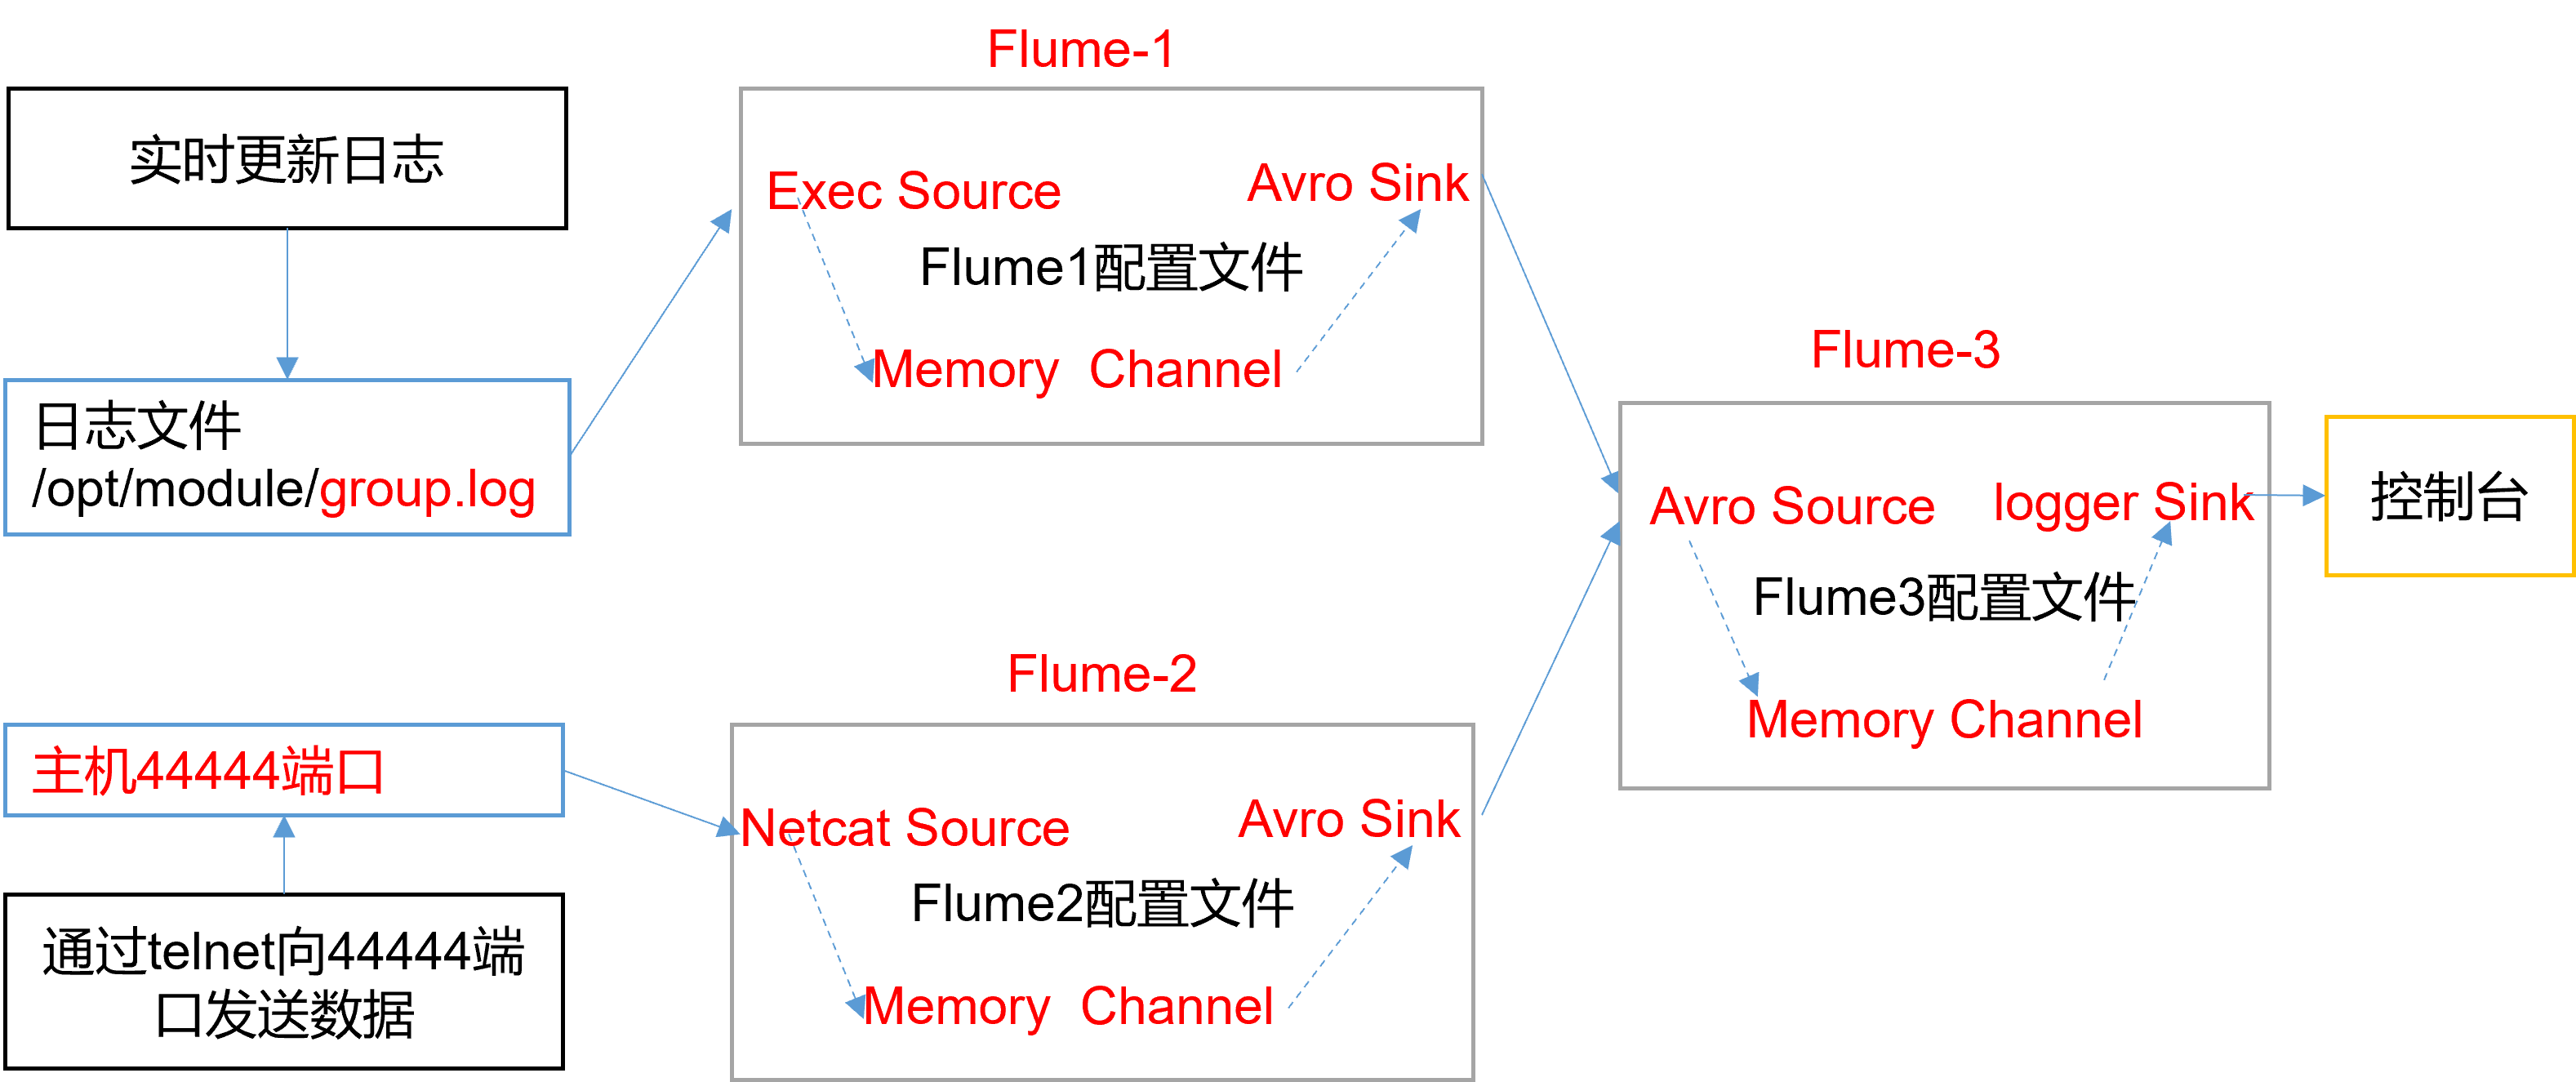 Flume-1
实时更新日志
Exec Source
Avro Sink
Flume1配置文件
Memory  Channel
日志文件
/opt/module/group.log
Flume-3
Avro Source
logger Sink
控制台
Flume3配置文件
Memory Channel
Flume-2
主机44444端口
Netcat Source
Avro Sink
Flume2配置文件
Memory  Channel
通过telnet向44444端
口发送数据